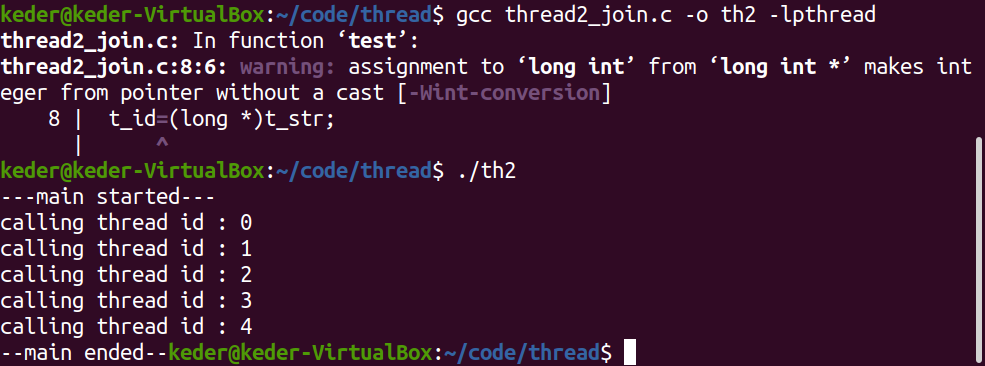 keder@keder-VirtualBox:~/code/thread$ gcc thread2_join.c -o th2 -lpthread
thread2_join.c: In function ‘test’:
thread2_join.c:8:6: warning: assignment to ‘long int’ from ‘long int *’ makes int
eger from pointer without a cast [-Wint-conversion]
    8 |  t_id=(long *)t_str;
      |      ^
keder@keder-VirtualBox:~/code/thread$ ./th2
---main started---
calling thread id : 0
calling thread id : 1
calling thread id : 2
calling thread id : 3
calling thread id : 4
--main ended--keder@keder-VirtualBox:~/code/thread$